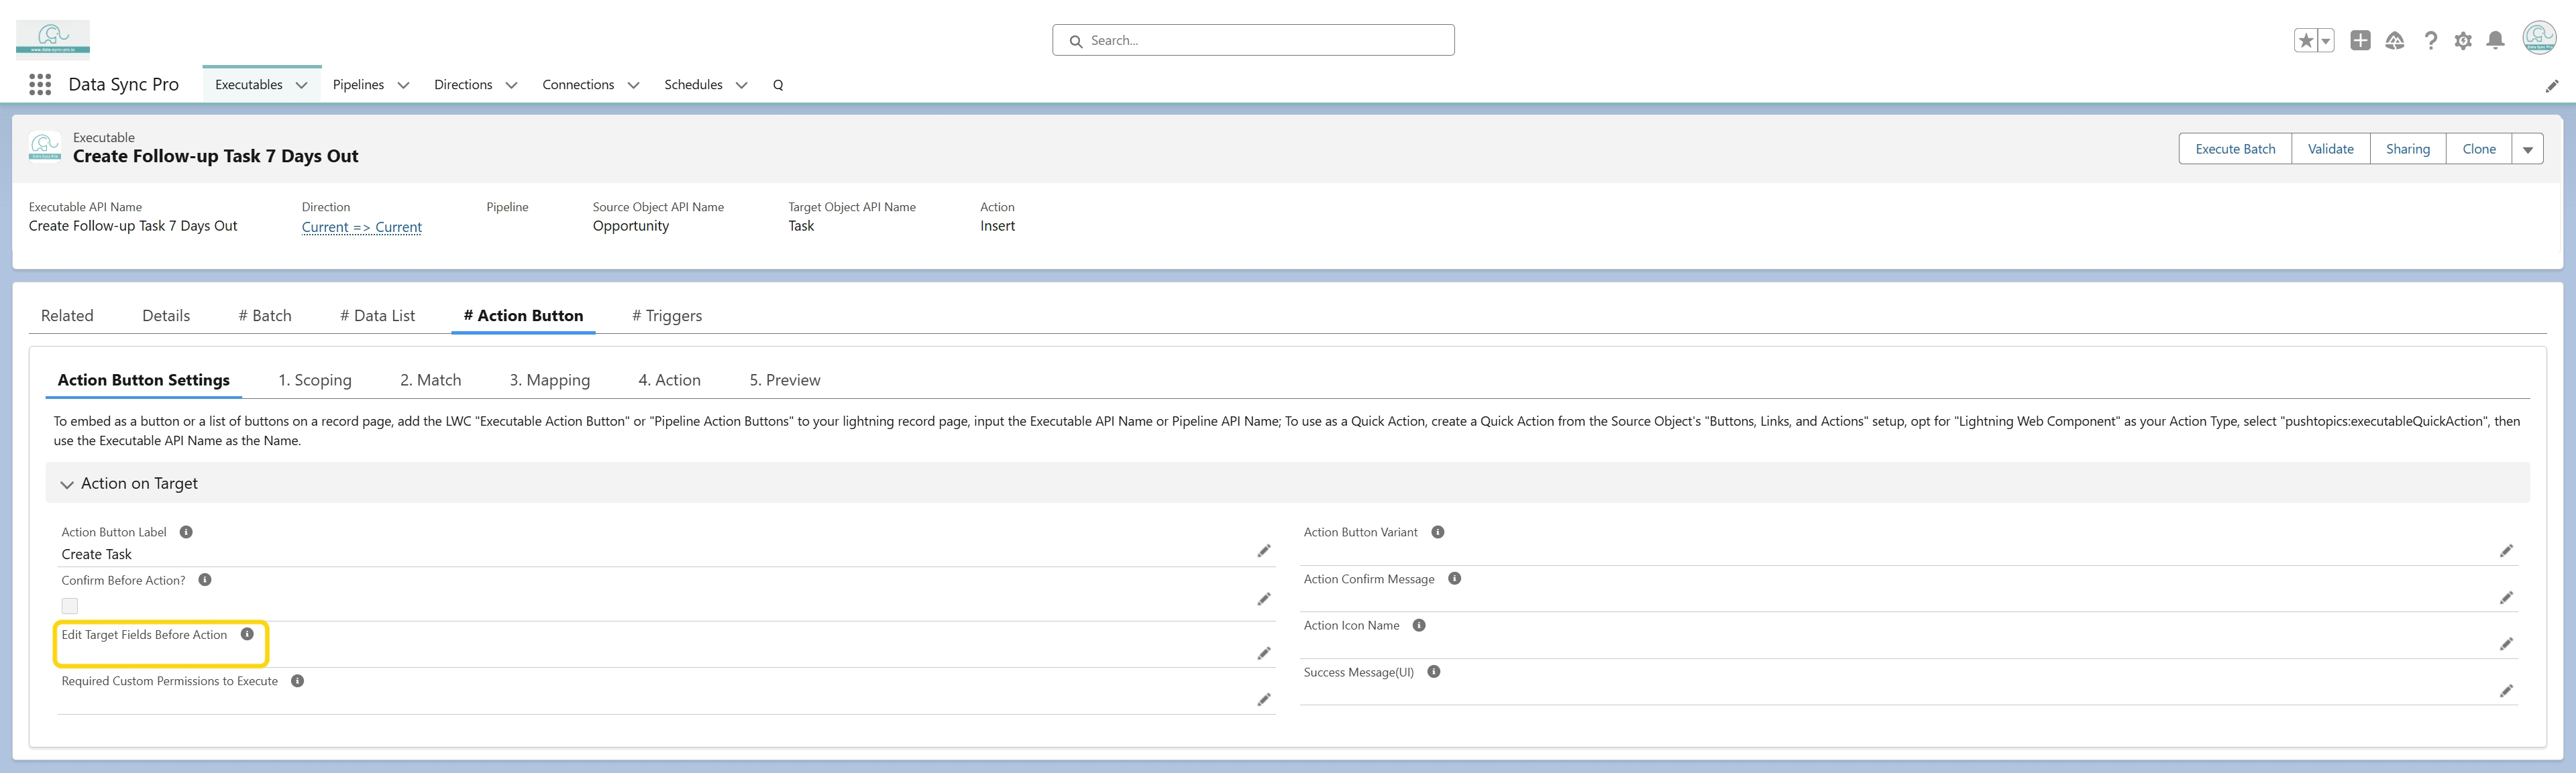 www.data-sync-pro.io
Search...
Data Sync Pro
Executables
Pipelines
Directions
Connections
Schedules
Q
Executable
Create Follow-up Task 7 Days Out
Execute Batch
Validate
Sharing
Clone
Executable API Name
Create Follow-up Task 7 Days Out
Direction
Current => Current
Pipeline
Source Object API Name
Opportunity
Target Object API Name
Task
Action
Insert
Related
Details
# Batch
# Data List
# Action Button
# Triggers
Action Button Settings
1. Scoping
2. Match
3. Mapping
4. Action
5. Preview
To embed as a button or a list of buttons on a record page, add the LWC "Executable Action Button" or "Pipeline Action Buttons" to your lightning record page, input the Executable API Name or Pipeline API Name; To use as a Quick Action, create a Quick Action from the Source Object's "Buttons, Links, and Actions" setup, opt for "Lightning Web Component" as your Action Type, select "pushtopics:executableQuickAction", then
use the Executable API Name as the Name.
Action on Target
Action Button Label
Create Task
Action Button Variant
Confirm Before Action?
Action Confirm Message
Edit Target Fields Before Action
Action Icon Name
Required Custom Permissions to Execute
Success Message(UI)